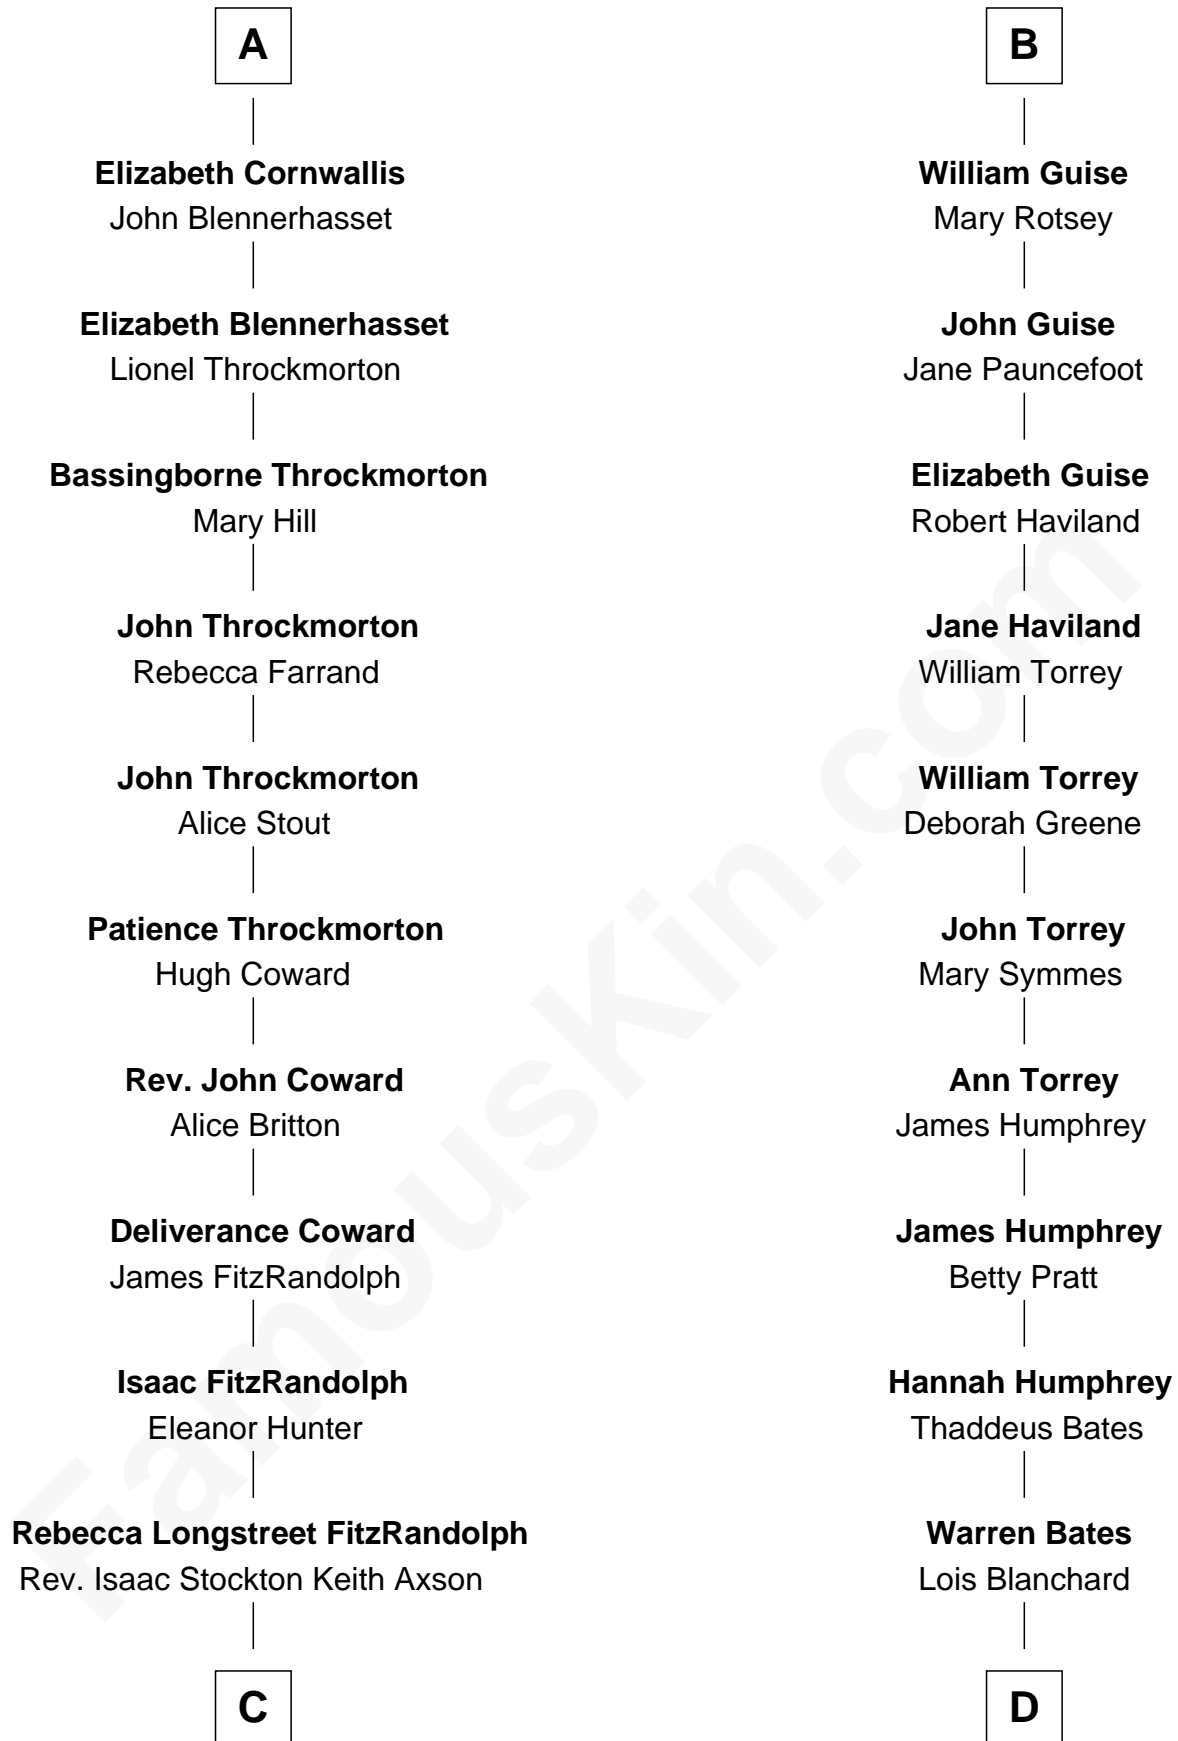 A
Elizabeth Cornwallis
John Blennerhasset
Elizabeth Blennerhasset
Lionel Throckmorton
Bassingborne Throckmorton
Mary Hill
John Throckmorton
Rebecca Farrand
John Throckmorton
Alice Stout
Patience Throckmorton
Hugh Coward
Rev. John Coward
Alice Britton
Deliverance Coward
James FitzRandolph
Isaac FitzRandolph
Eleanor Hunter
Rebecca Longstreet FitzRandolph
Rev. Isaac Stockton Keith Axson
C
B
William Guise
Mary Rotsey
John Guise
Jane Pauncefoot
Elizabeth Guise
Robert Haviland
Jane Haviland
William Torrey
William Torrey
Deborah Greene
John Torrey
Mary Symmes
Ann Torrey
James Humphrey
James Humphrey
Betty Pratt
Hannah Humphrey
Thaddeus Bates
Warren Bates
Lois Blanchard
D
FamousKin.com